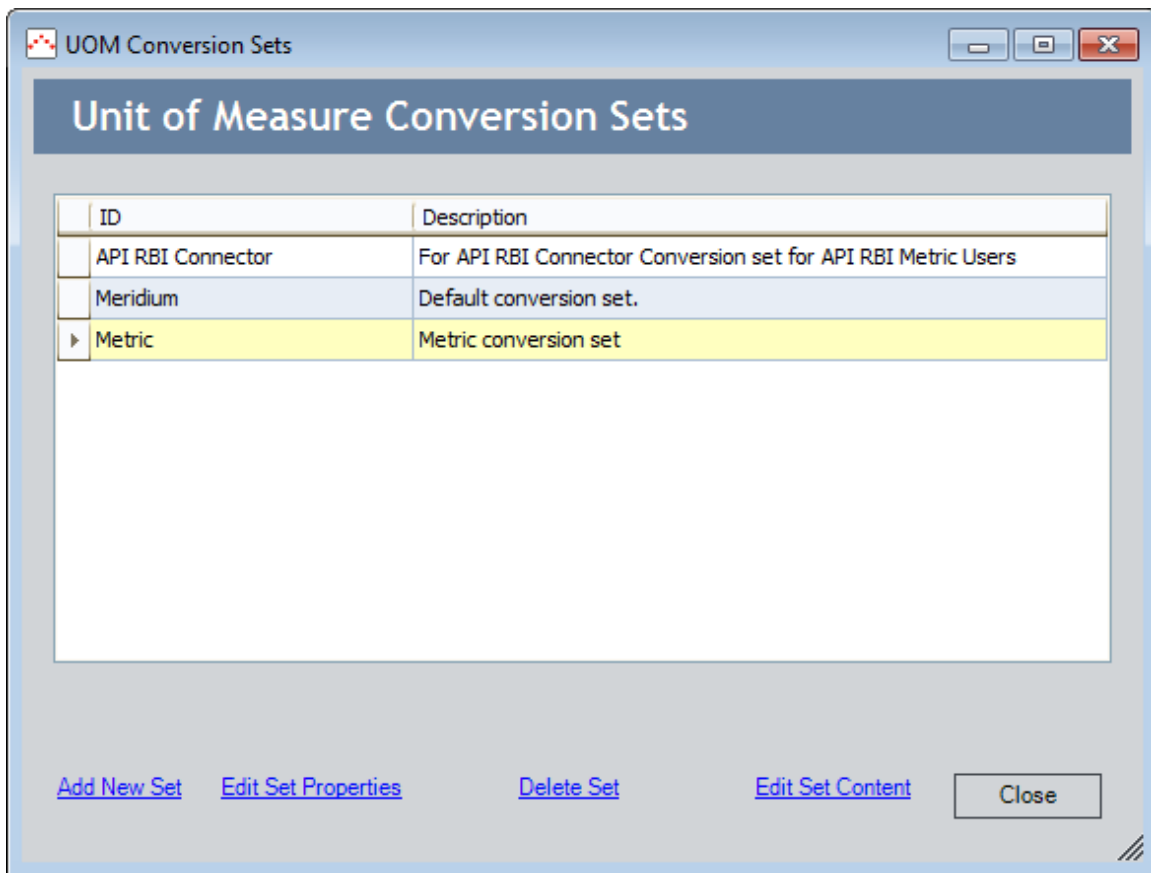 UOM Conversion Sets
Unit of Measure Conversion Sets
ID Description
API RBI Connector For API RBI Connector Conversion set for API RBI Metric Users
Meridium Default conversion set.
Metric Metric conversion set
Add New Set Edit Set Properties Delete Set Edit Set Content Close